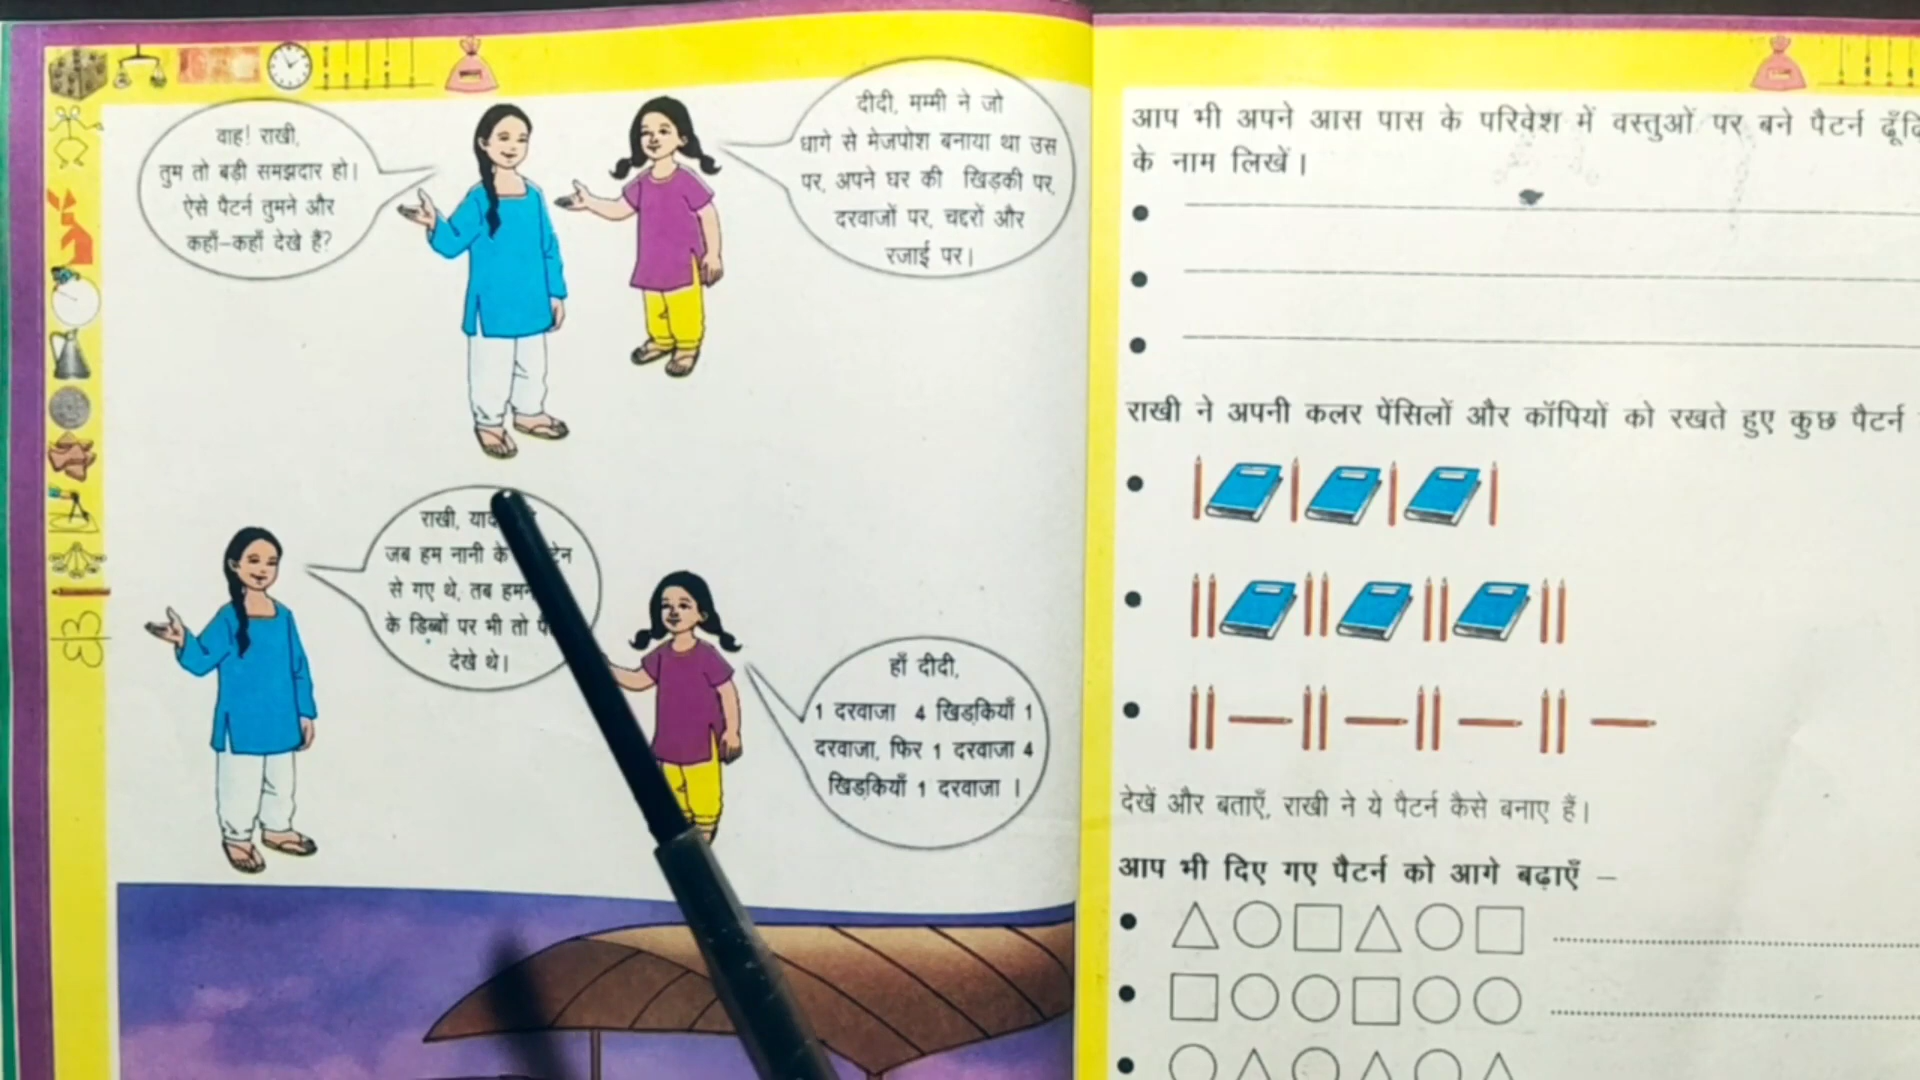 वाह! राखी,
तुम तो बड़ी समझदार हो।
ऐसे पैटर्न तुमने और
कहाँ-कहाँ देखे हैं?
दीदी, मम्मी ने जो
धागे से मेजपोश बनाया था उस
पर, अपने घर की खिड़की पर,
दरवाजों पर, चद्दरों और
रजाई पर।
राखी,
जब हम नानी के
से गए थे, तब
के डिब्बों पर भी तो
देखे थे।
हाँ दीदी,
1 दरवाजा 4 खिड़कियाँ 1
दरवाजा, फिर 1 दरवाजा 4
खिड़कियाँ 1 दरवाजा ।
आप भी अपने आस पास के परिवेश में वस्तुओं पर बने पैटर्न
के नाम लिखें।
राखी ने अपनी कलर पेंसिलों और कॉपियों को रखते हुए कुछ पैटर्न
देखें और बताएँ, राखी ने ये पैटर्न कैसे बनाए हैं।
आप भी दिए गए पैटर्न को आगे बढ़ाएँ –